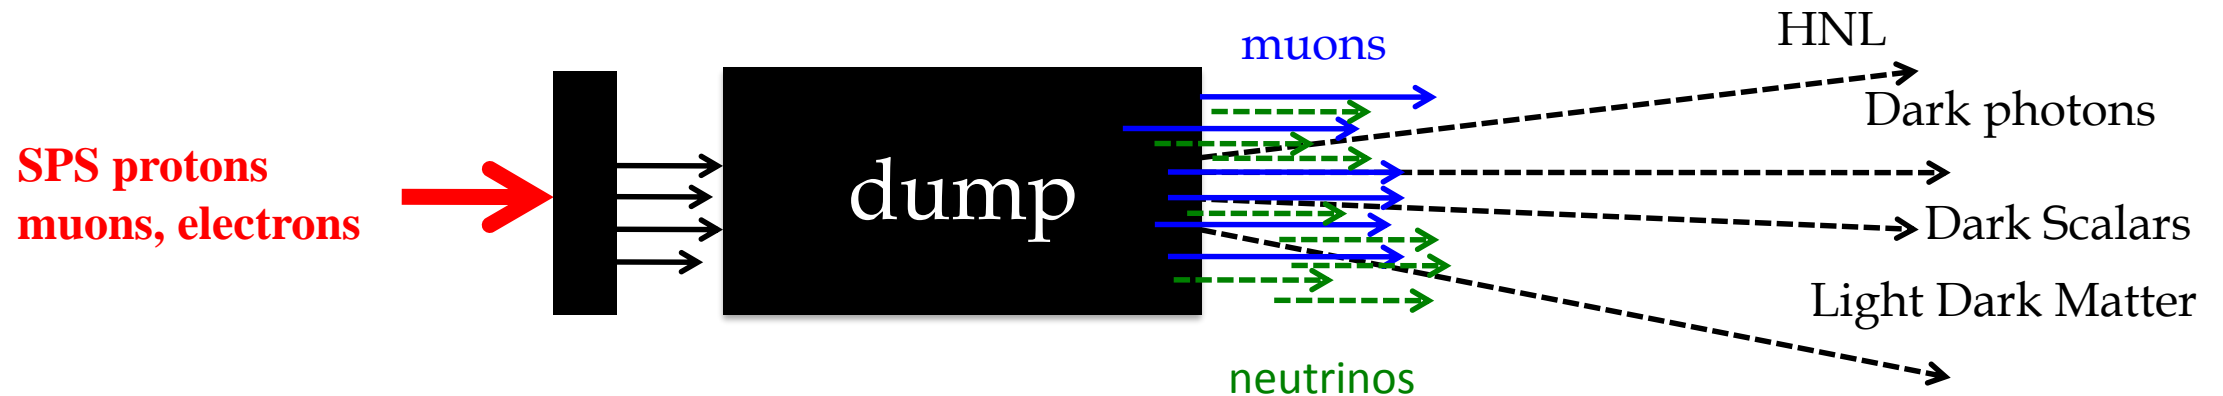 SPS protons
muons, electrons
dump
muons
neutrinos
HNL
Dark photons
Dark Scalars
Light Dark Matter